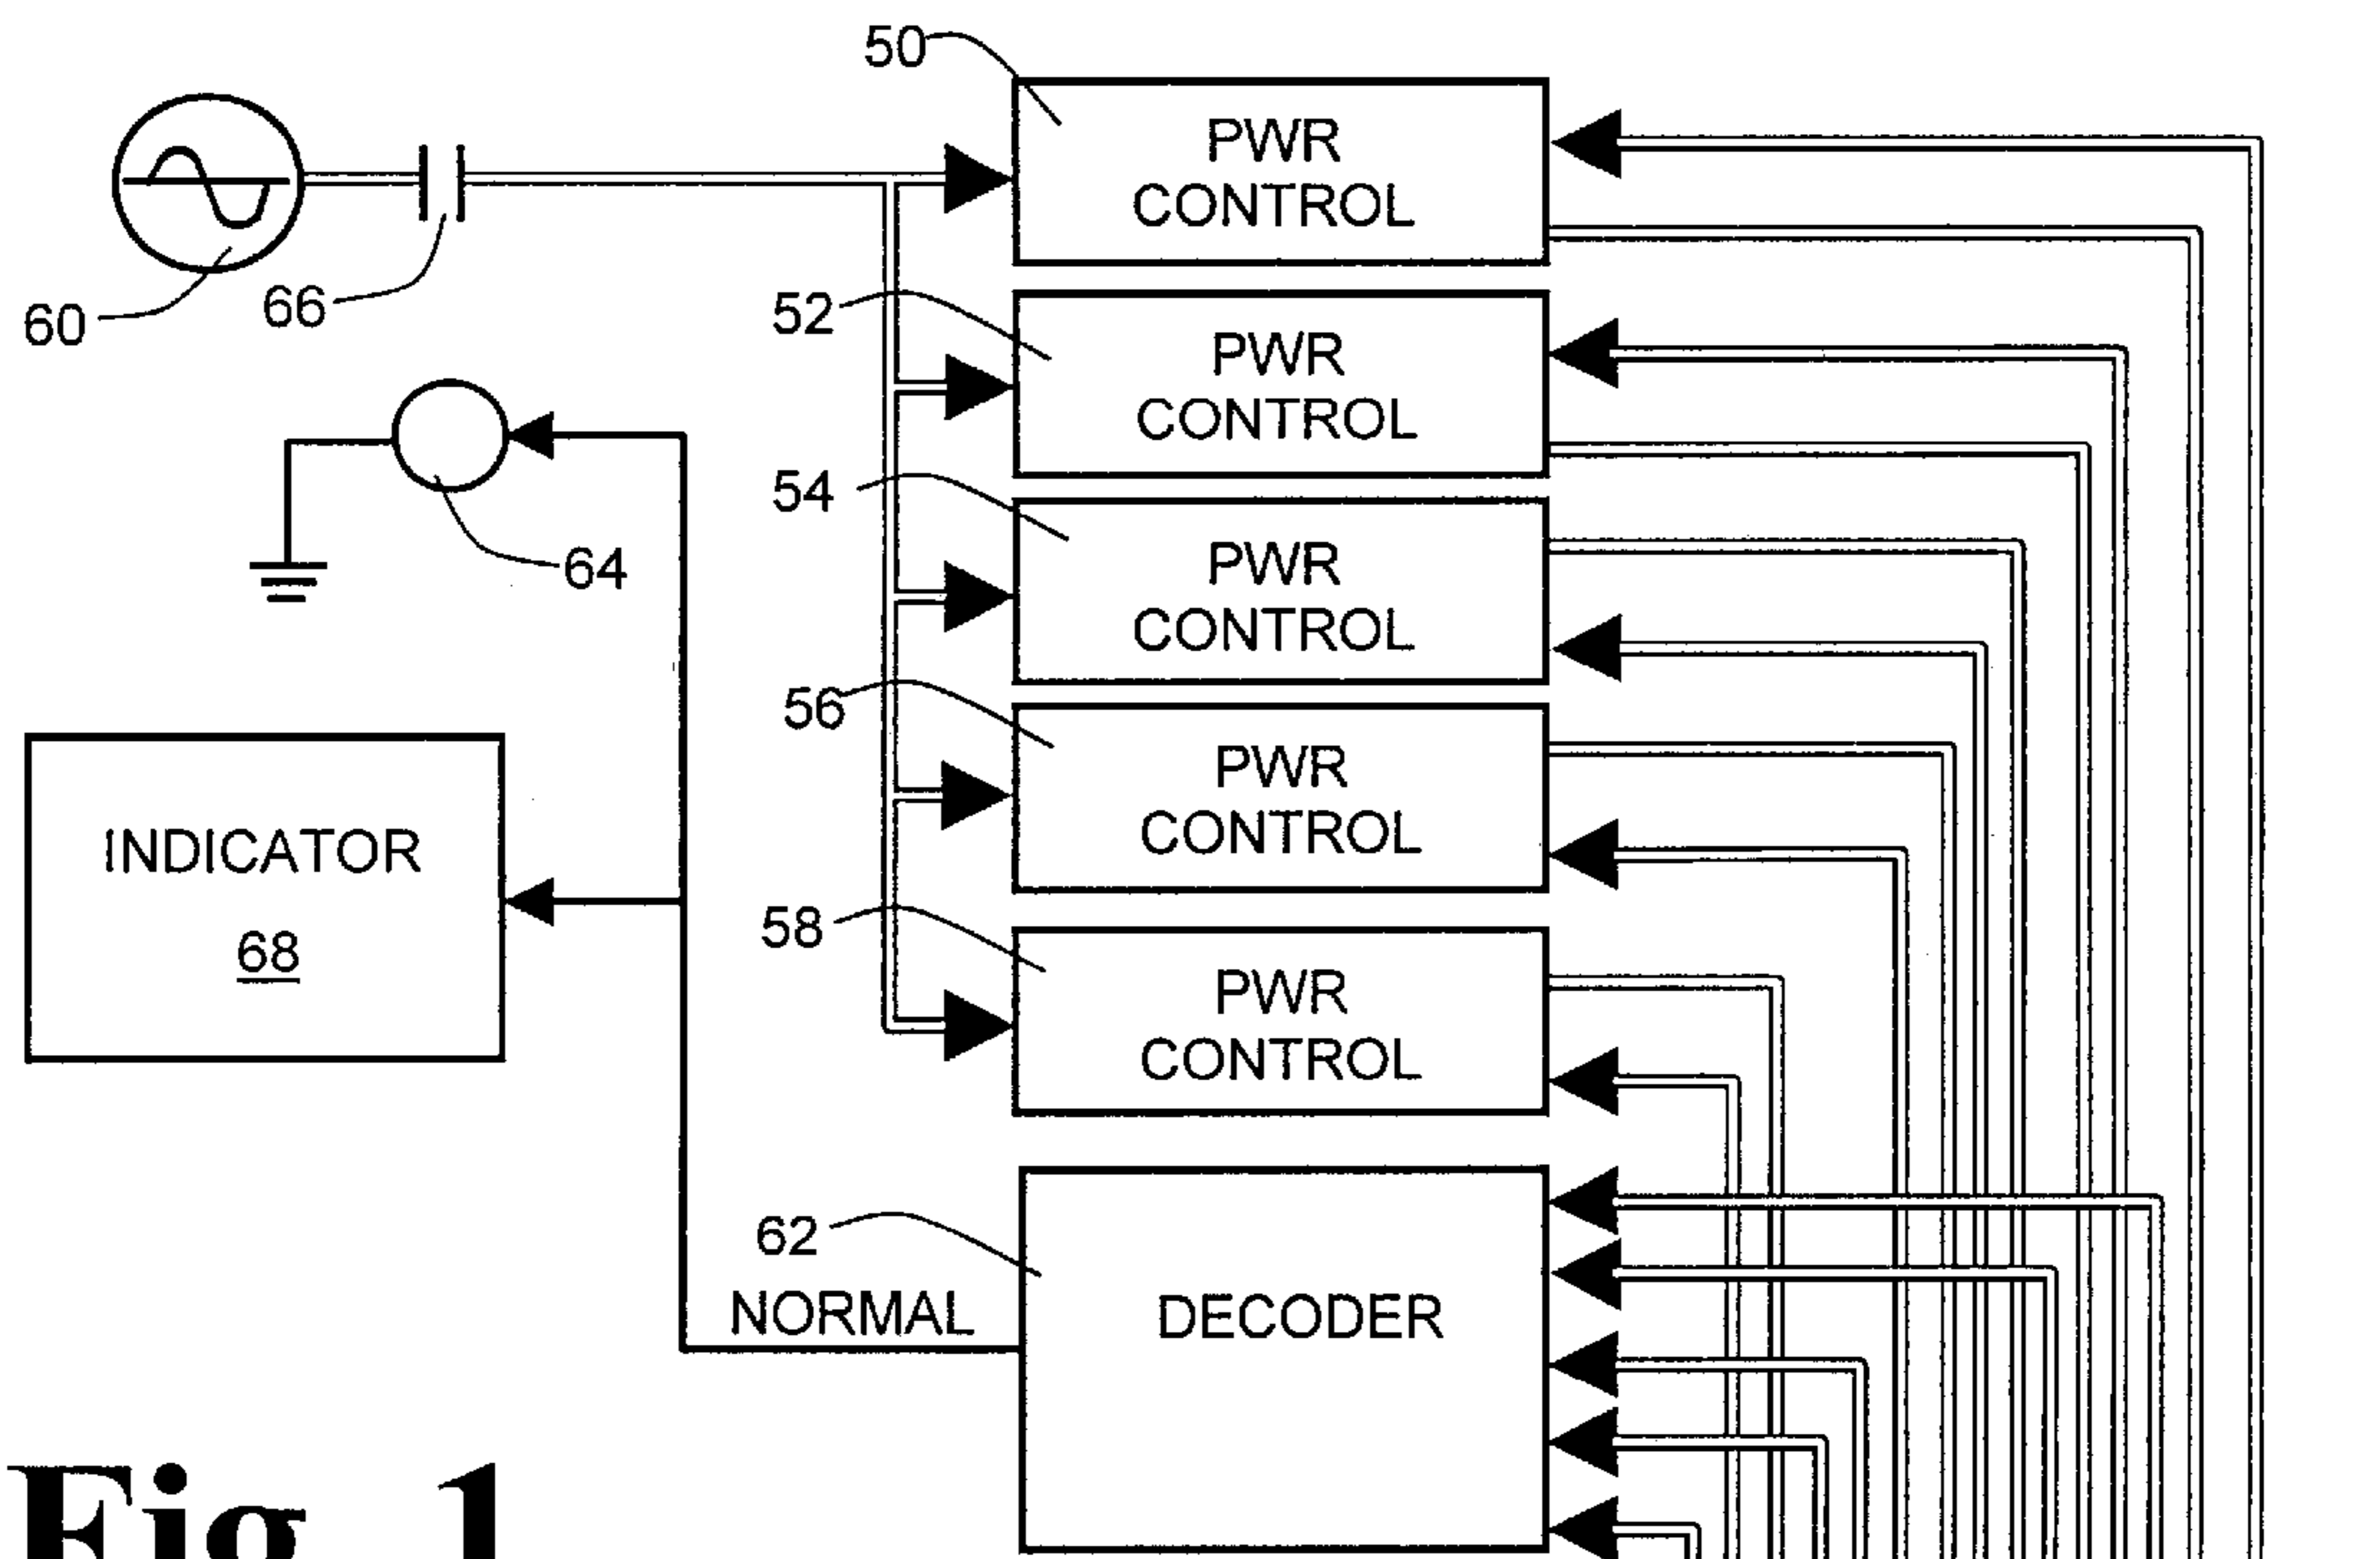 50
PWR
CONTROL
60
66
52
PWR
CONTROL
54
PWR
CONTROL
64
56
PWR
CONTROL
INDICATOR
68
58
PWR
CONTROL
62
NORMAL
DECODER
Fig. 1